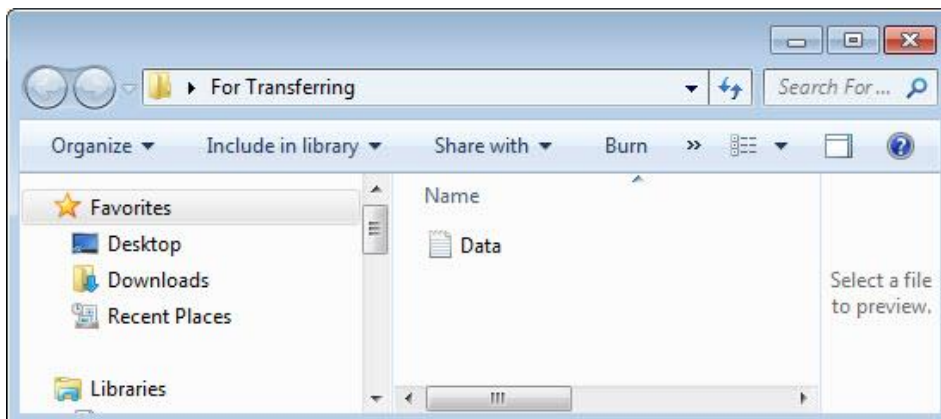 For Transferring
Search For ...
Organize
Include in library
Share with
Burn
»
Favorites
Desktop
Downloads
Recent Places
Libraries
Name
Data
Select a file
to preview.